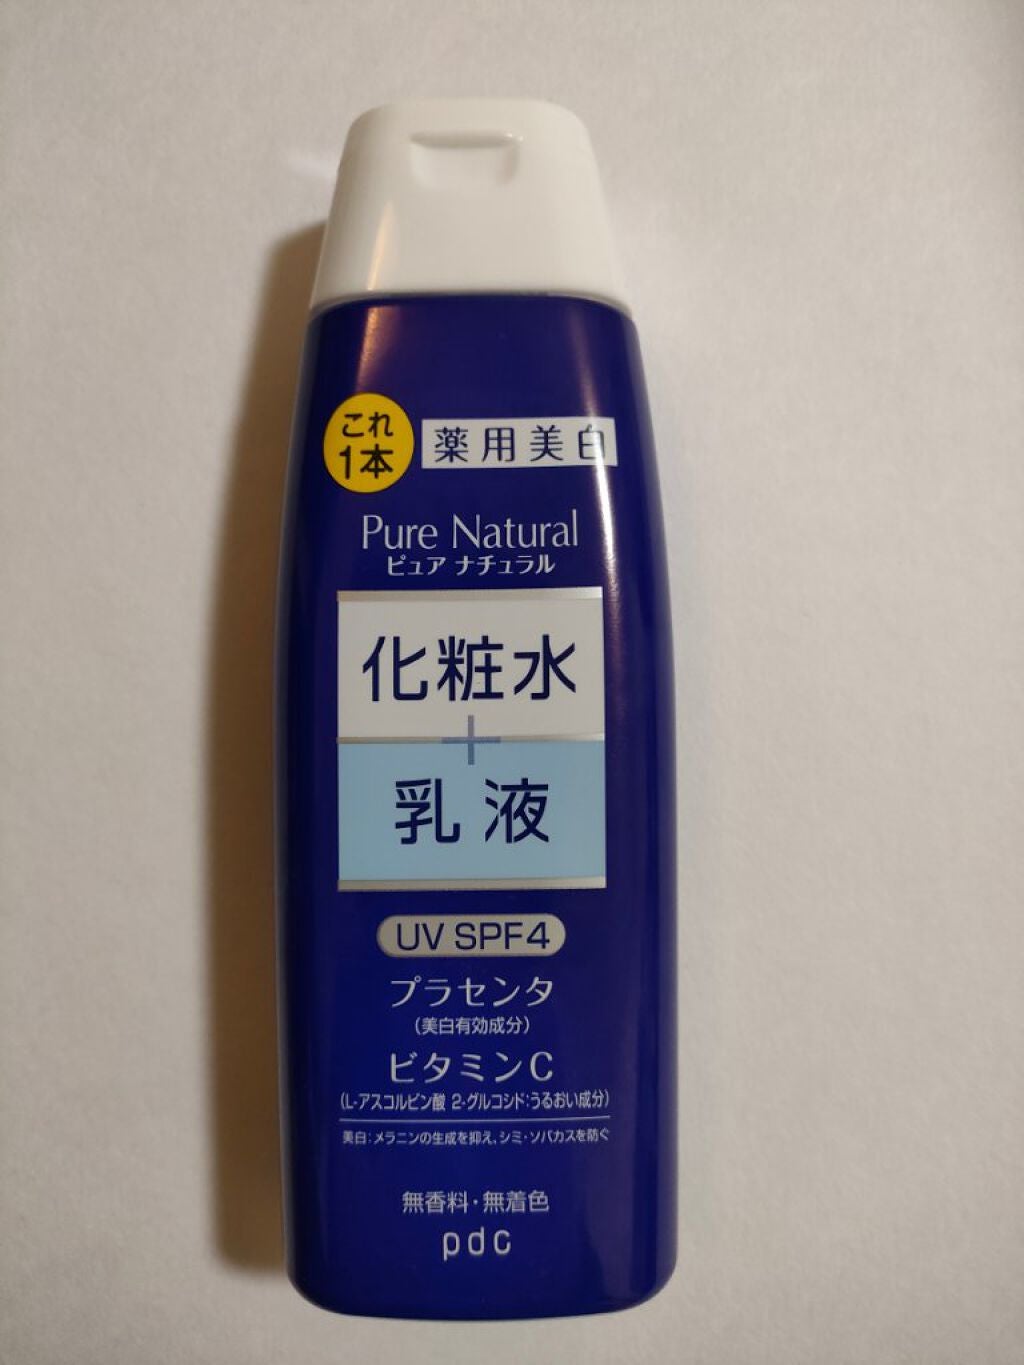 これ
1本
薬用美白
Pure Natural
ピュア ナチュラル
化粧水
+
乳液
UV SPF4
プラセンタ
(美白有効成分)
ビタミンC
(L-アスコルビン酸 2-グルコシド:うるおい成分)
美白:メラニンの生成を抑え、シミ・ソバカスを防ぐ
無香料・無着色
pdc